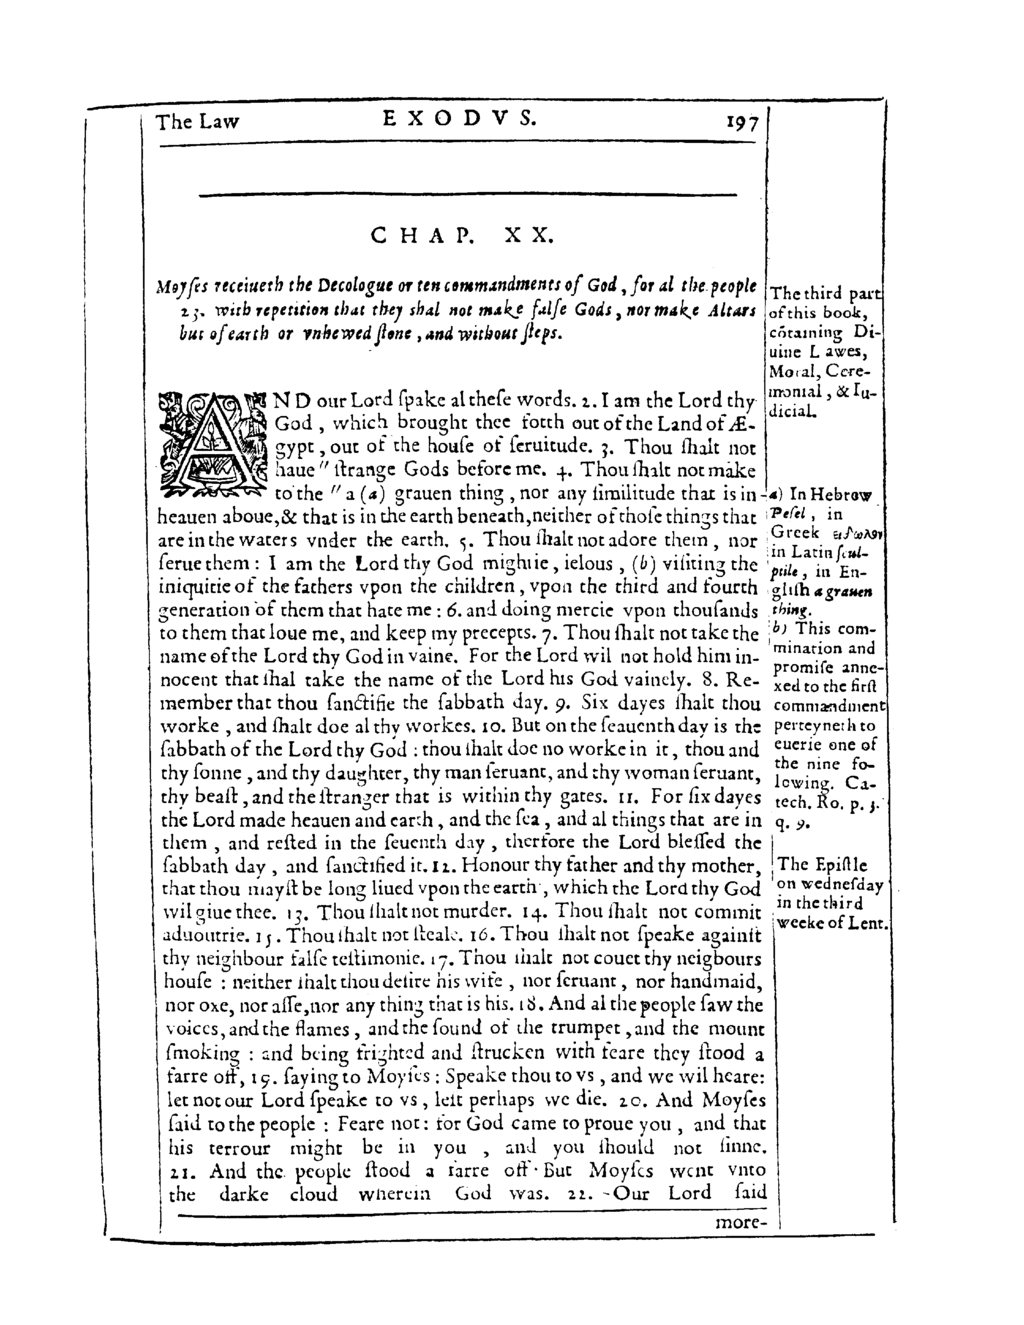 The Law
EXODVS.
197
CHAP. XX.
Moyſes receiueth the Decologue or ten commandments of God, for al the people
23. with repetition that they shal not make falſe Gods, nor make Altars
but of earth or vnhewed ſtone, and without ſteps.
AND our Lord ſpake al theſe words. 2. I am the Lord thy
God, which brought thee forth out of the Land of Æ-
gypt, out of the houſe of ſeruitude. 3. Thou ſhalt not
haue " ſtrange Gods before me. 4. Thou ſhalt not make
to the " a (a) grauen thing, nor any ſimilitude that is in
heauen aboue, & that is in the earth beneath, neither of thoſe things that
are in the waters vnder the earth. 5. Thou ſhalt not adore them, nor
ſerue them: I am the Lord thy God mightie, ielous, (b) viſiting the
iniquitie of the fathers vpon the children, vpon the third and fourth
generation of them that hate me: 6. and doing mercie vpon thouſands
to them that loue me, and keep my precepts. 7. Thou ſhalt not take the
name of the Lord thy God in vaine. For the Lord wil not hold him in-
nocent that ſhal take the name of the Lord his God vainely. 8. Re-
member that thou ſanctifie the ſabbath day. 9. Six dayes ſhalt thou
worke, and ſhalt doe al thy workes. 10. But on the ſeauenth day is the
ſabbath of the Lord thy God: thou ſhalt doe no worke in it, thou and
thy ſonne, and thy daughter, thy man ſeruant, and thy woman ſeruant,
thy beaſt, and the ſtranger that is within thy gates. 11. For ſix dayes
the Lord made heauen and earth, and the ſea, and al things that are in
them, and reſted in the ſeuenth day, therfore the Lord bleſſed the
ſabbath day, and ſanctified it. 12. Honour thy father and thy mother,
that thou mayſt be long liued vpon the earth, which the Lord thy God
wil giue thee. 13. Thou ſhalt not murder. 14. Thou ſhalt not commit
aduoutrie. 15. Thou ſhalt not ſteale. 16. Thou ſhalt not ſpeake againſt
thy neighbour falſe teſtimonie. 17. Thou ſhalt not couet thy neigbours
houſe: neither ſhalt thou deſire his wife, nor ſeruant, nor handmaid,
nor oxe, nor aſſe, nor any thing that is his. 18. And al the people ſaw the
voices, and the flames, and the ſound of the trumpet, and the mount
ſmoking: and being frighted and ſtrucken with feare they ſtood a
farre off, 19. ſaying to Moyſes: Speake thou to vs, and we wil heare:
let not our Lord ſpeake to vs, leſt perhaps we die. 20. And Moyſes
ſaid to the people: Feare not: for God came to proue you, and that
his terrour might be in you, and you ſhould not ſinne.
21. And the people ſtood a farre off. But Moyſes went vnto
the darke cloud wherein God was. 22. Our Lord ſaid
more-
The third part
of this book,
cõtaining Di-
uine Lawes,
Moral, Cere-
monial, & Iu-
dicial.
a) In Hebrow
Peſel, in
Greek εἰδωλον
in Latin ſcul-
ptile, in En-
gliſh a grauen
thing.
b) This com-
mination and
promiſe anne-
xed to the firſt
commandment
perteyneth to
euerie one of
the nine fo-
lowing. Ca-
tech. Ro. p. 3.
q. 9.
The Epiſtle
on wedneſday
in the third
weeke of Lent.